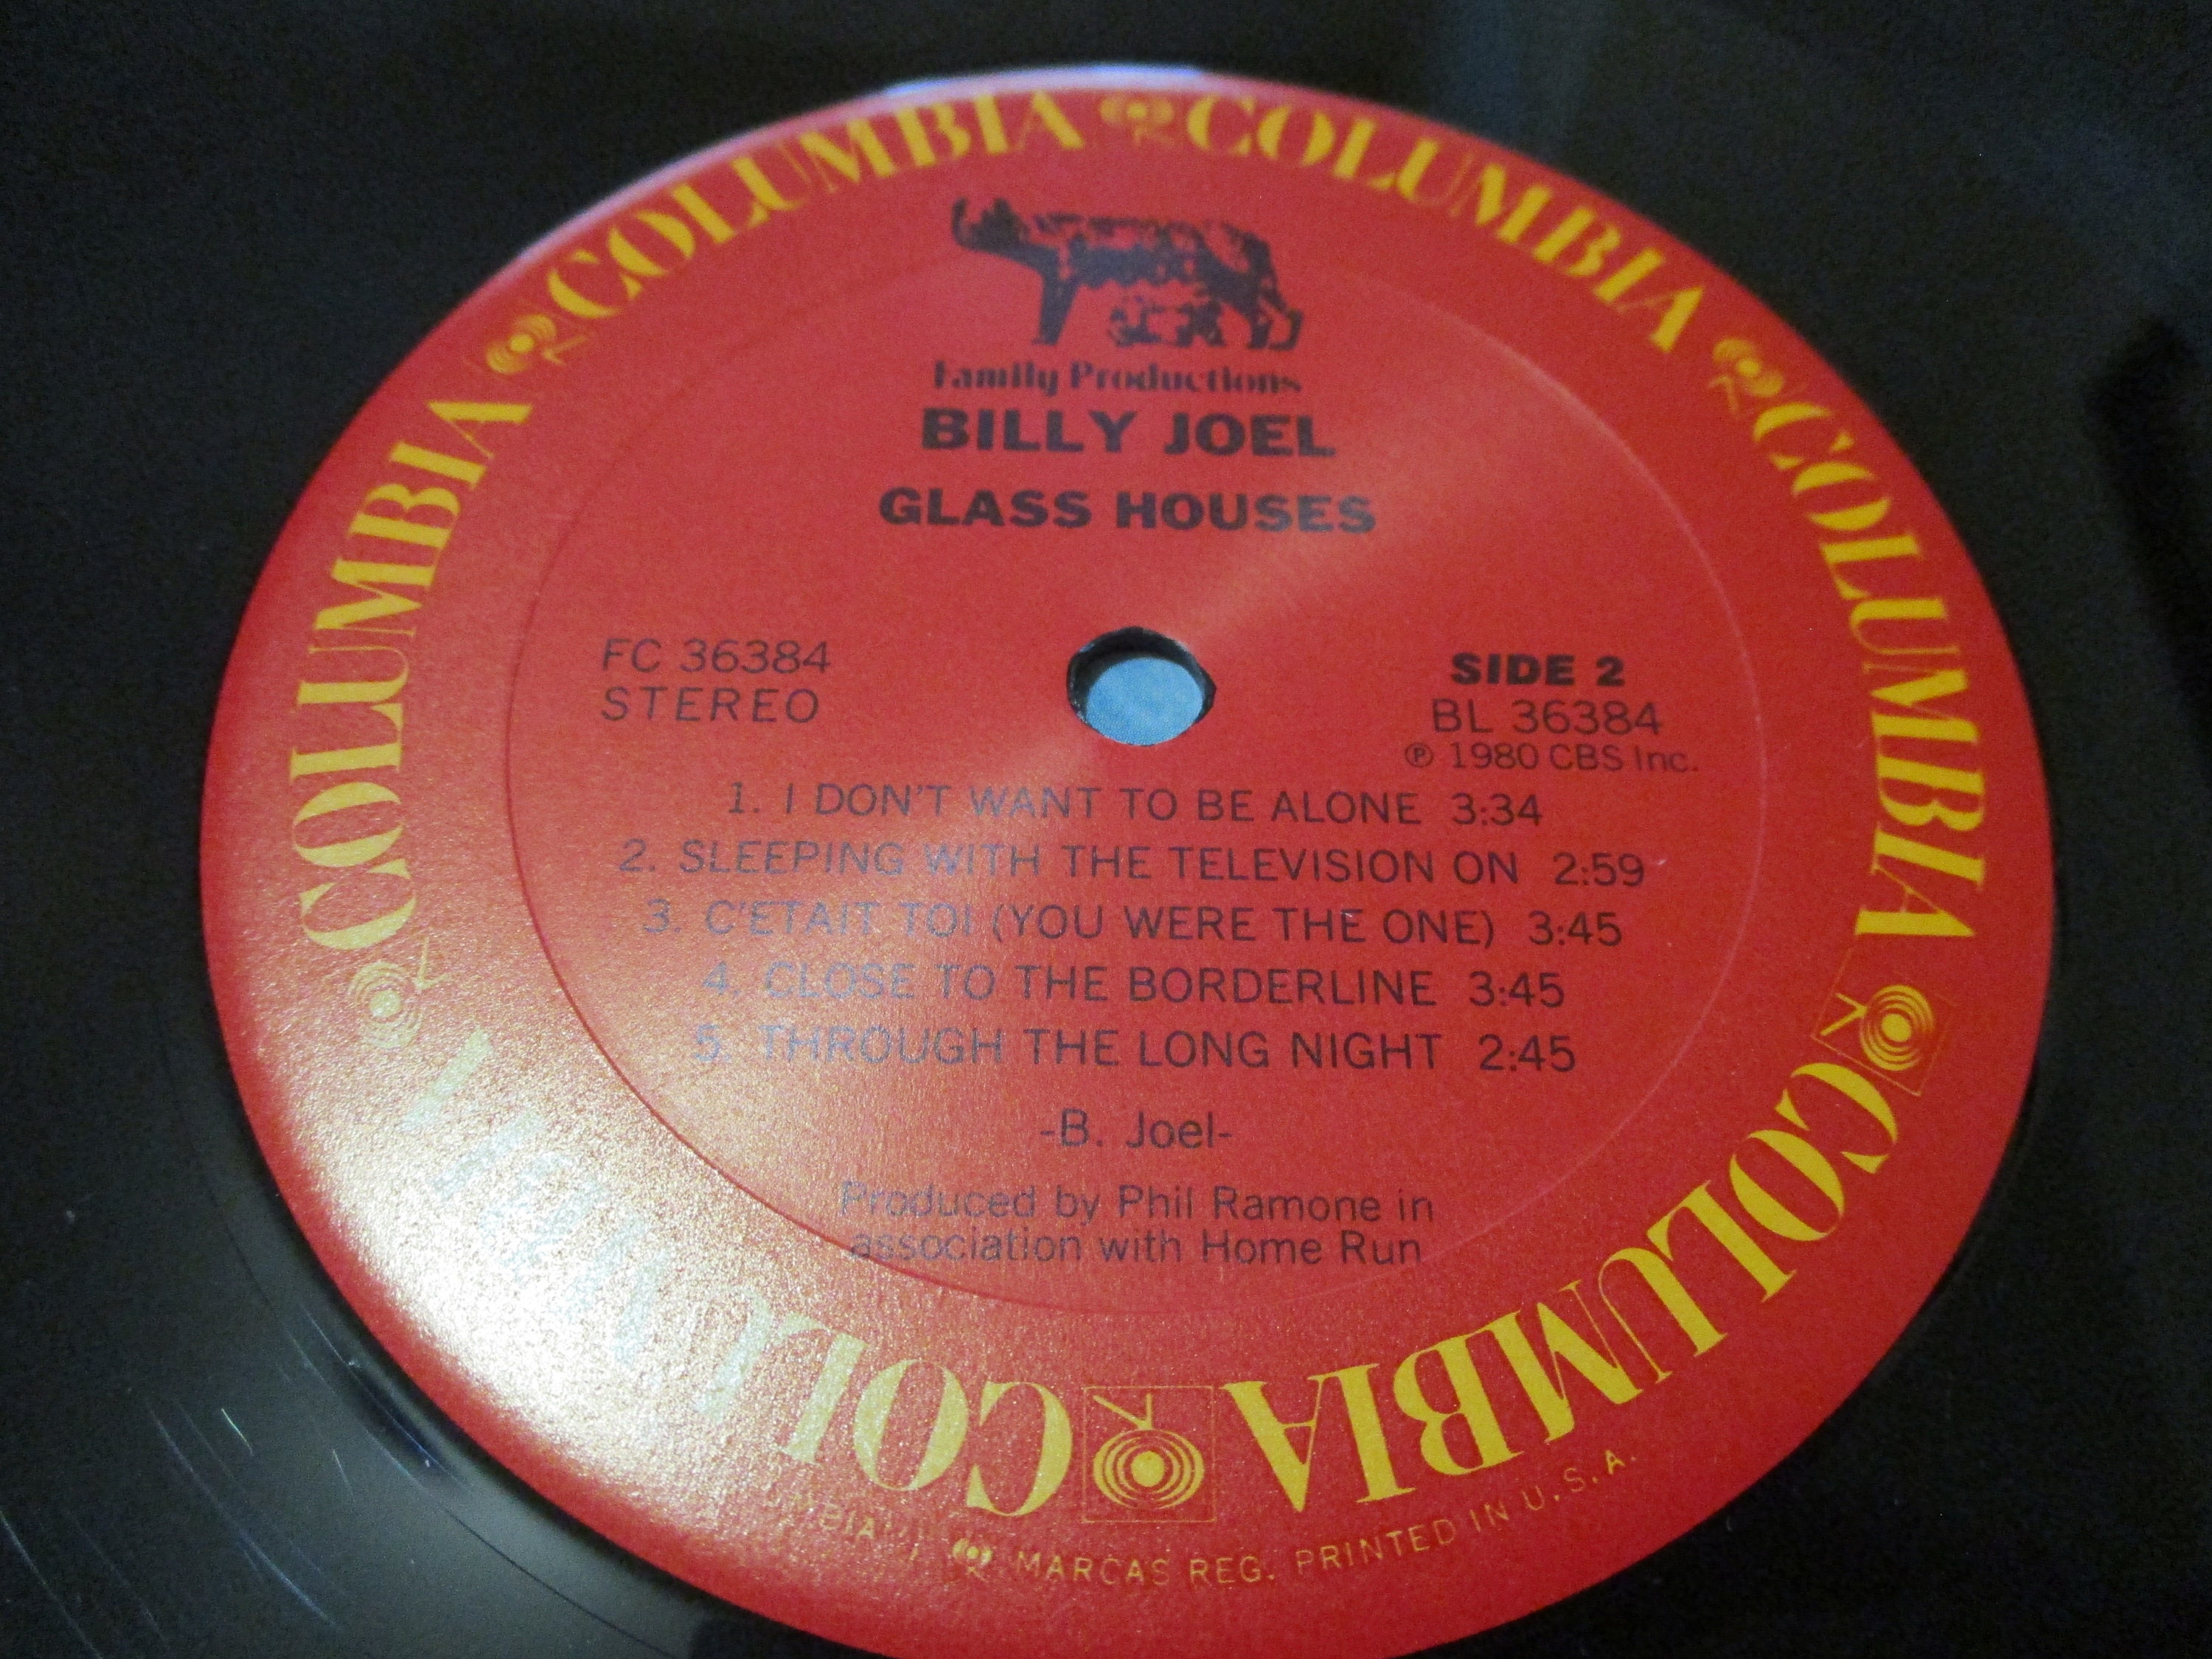 COLUMBIA COLUMBIA COLUMBIA COLUMBIA COLUMBIA COL
Family Productions
BILLY JOEL
GLASS HOUSES
FC 36384
STEREO
SIDE 2
BL 36384
℗ 1980 CBS Inc.
1. I DON'T WANT TO BE ALONE 3:34
2. SLEEPING WITH THE TELEVISION ON 2:59
3. C'ETAIT TOI (YOU WERE THE ONE) 3:45
4. CLOSE TO THE BORDERLINE 3:45
5. THROUGH THE LONG NIGHT 2:45
-B. Joel-
Produced by Phil Ramone in
association with Home Run
MARCAS REG. PRINTED IN U.S.A.